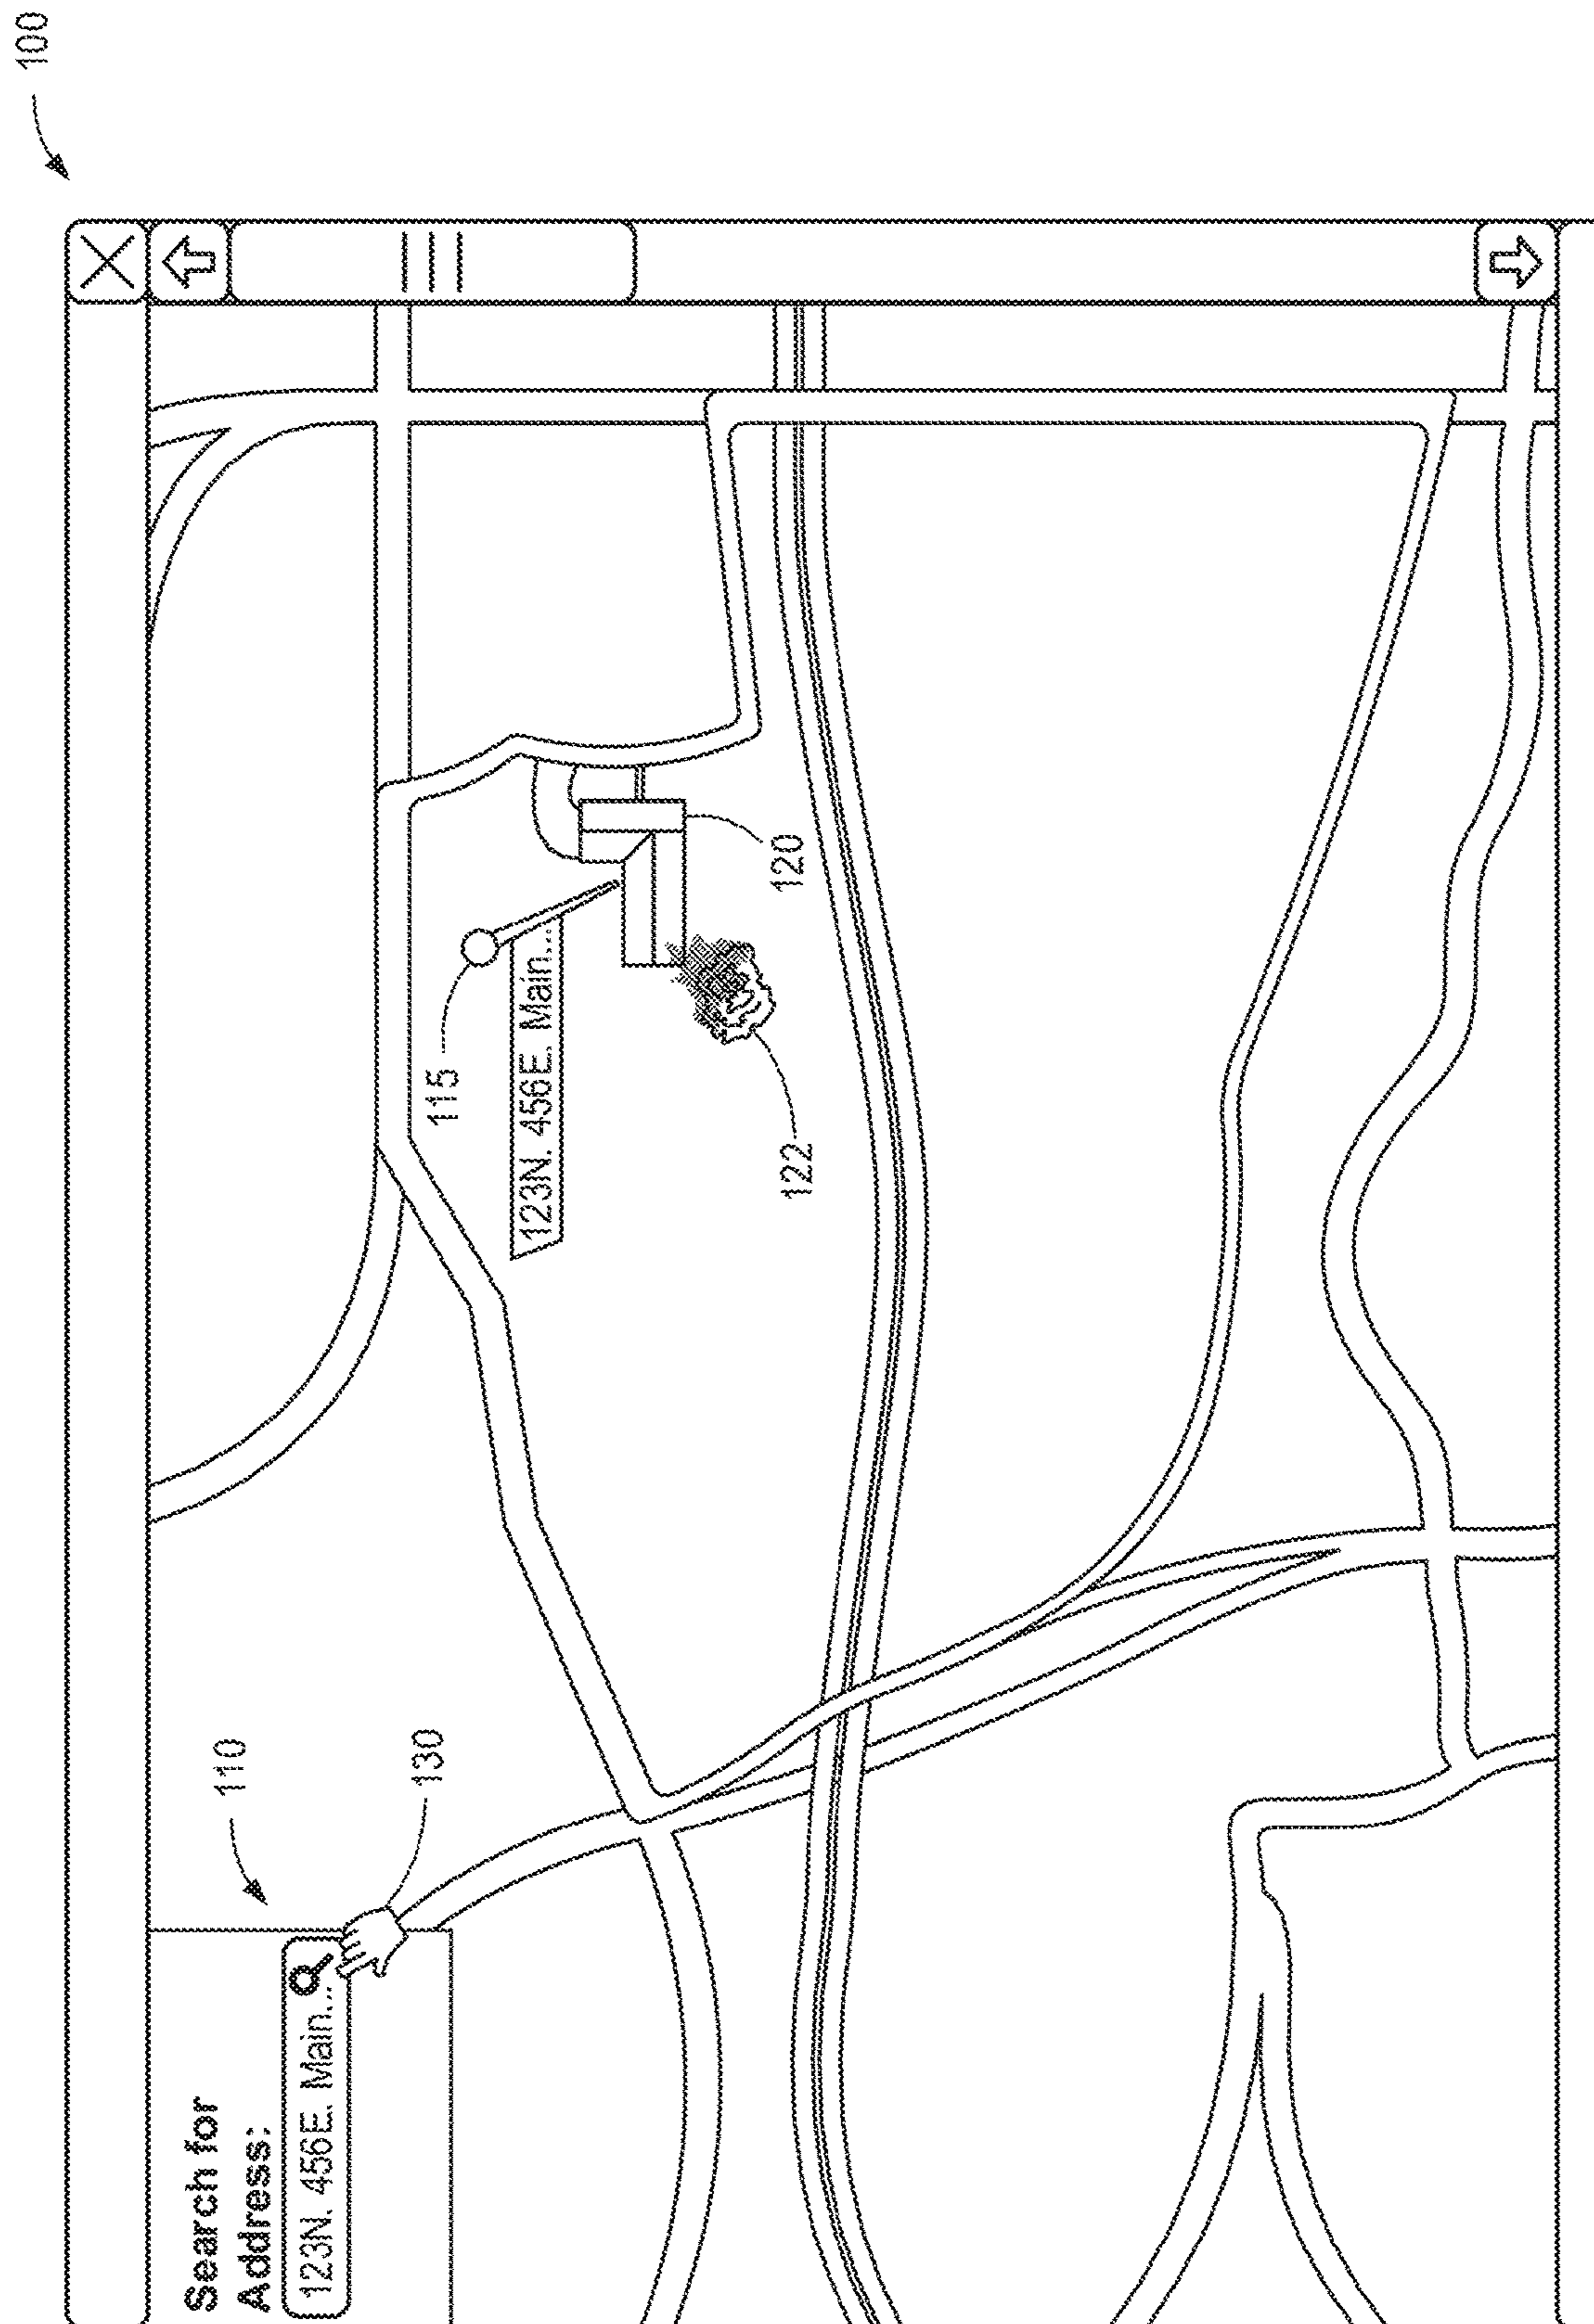 100
110
Search for
Address:
123N. 456E. Main...
130
115
123N. 456E. Main...
120
122